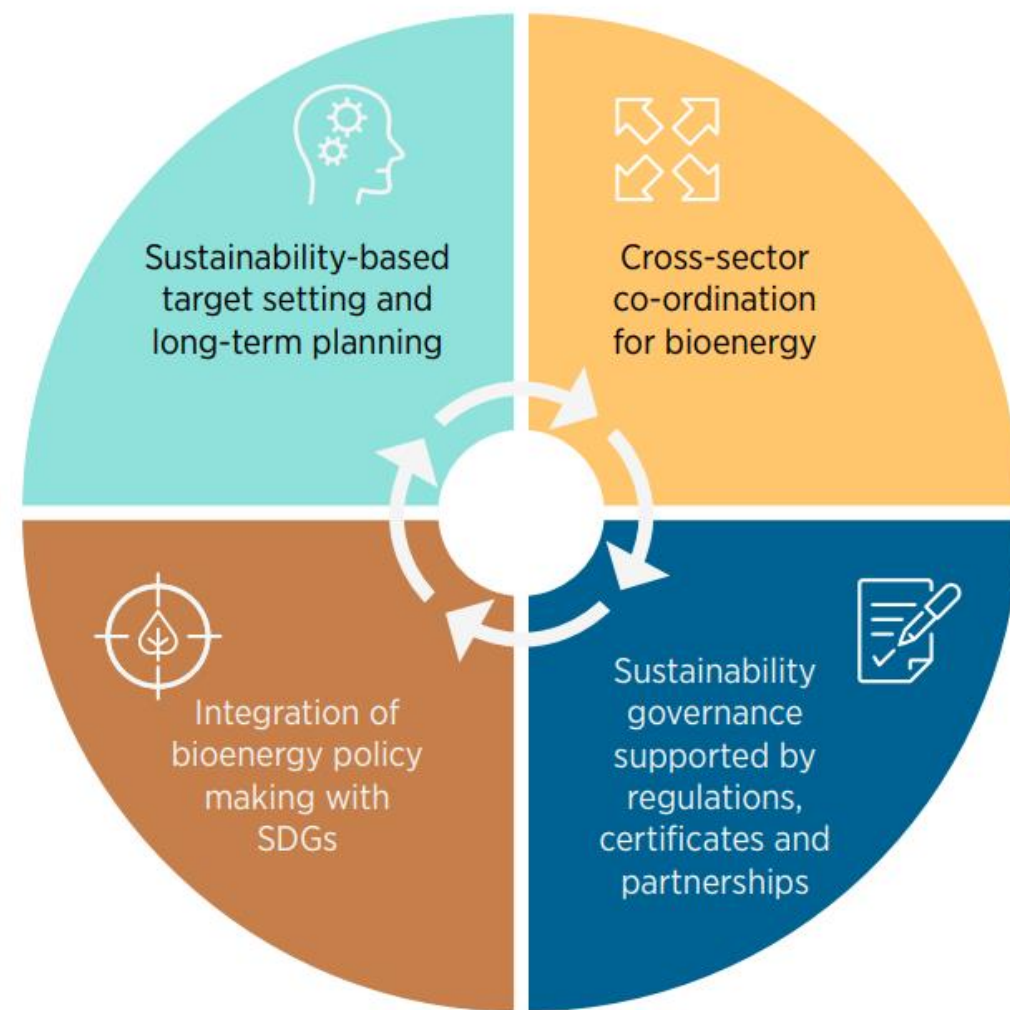 Sustainability-based
target setting and
long-term planning
Cross-sector
co-ordination
for bioenergy
Integration of
bioenergy policy
making with
SDGs
Sustainability
governance
supported by
regulations,
certificates and
partnerships